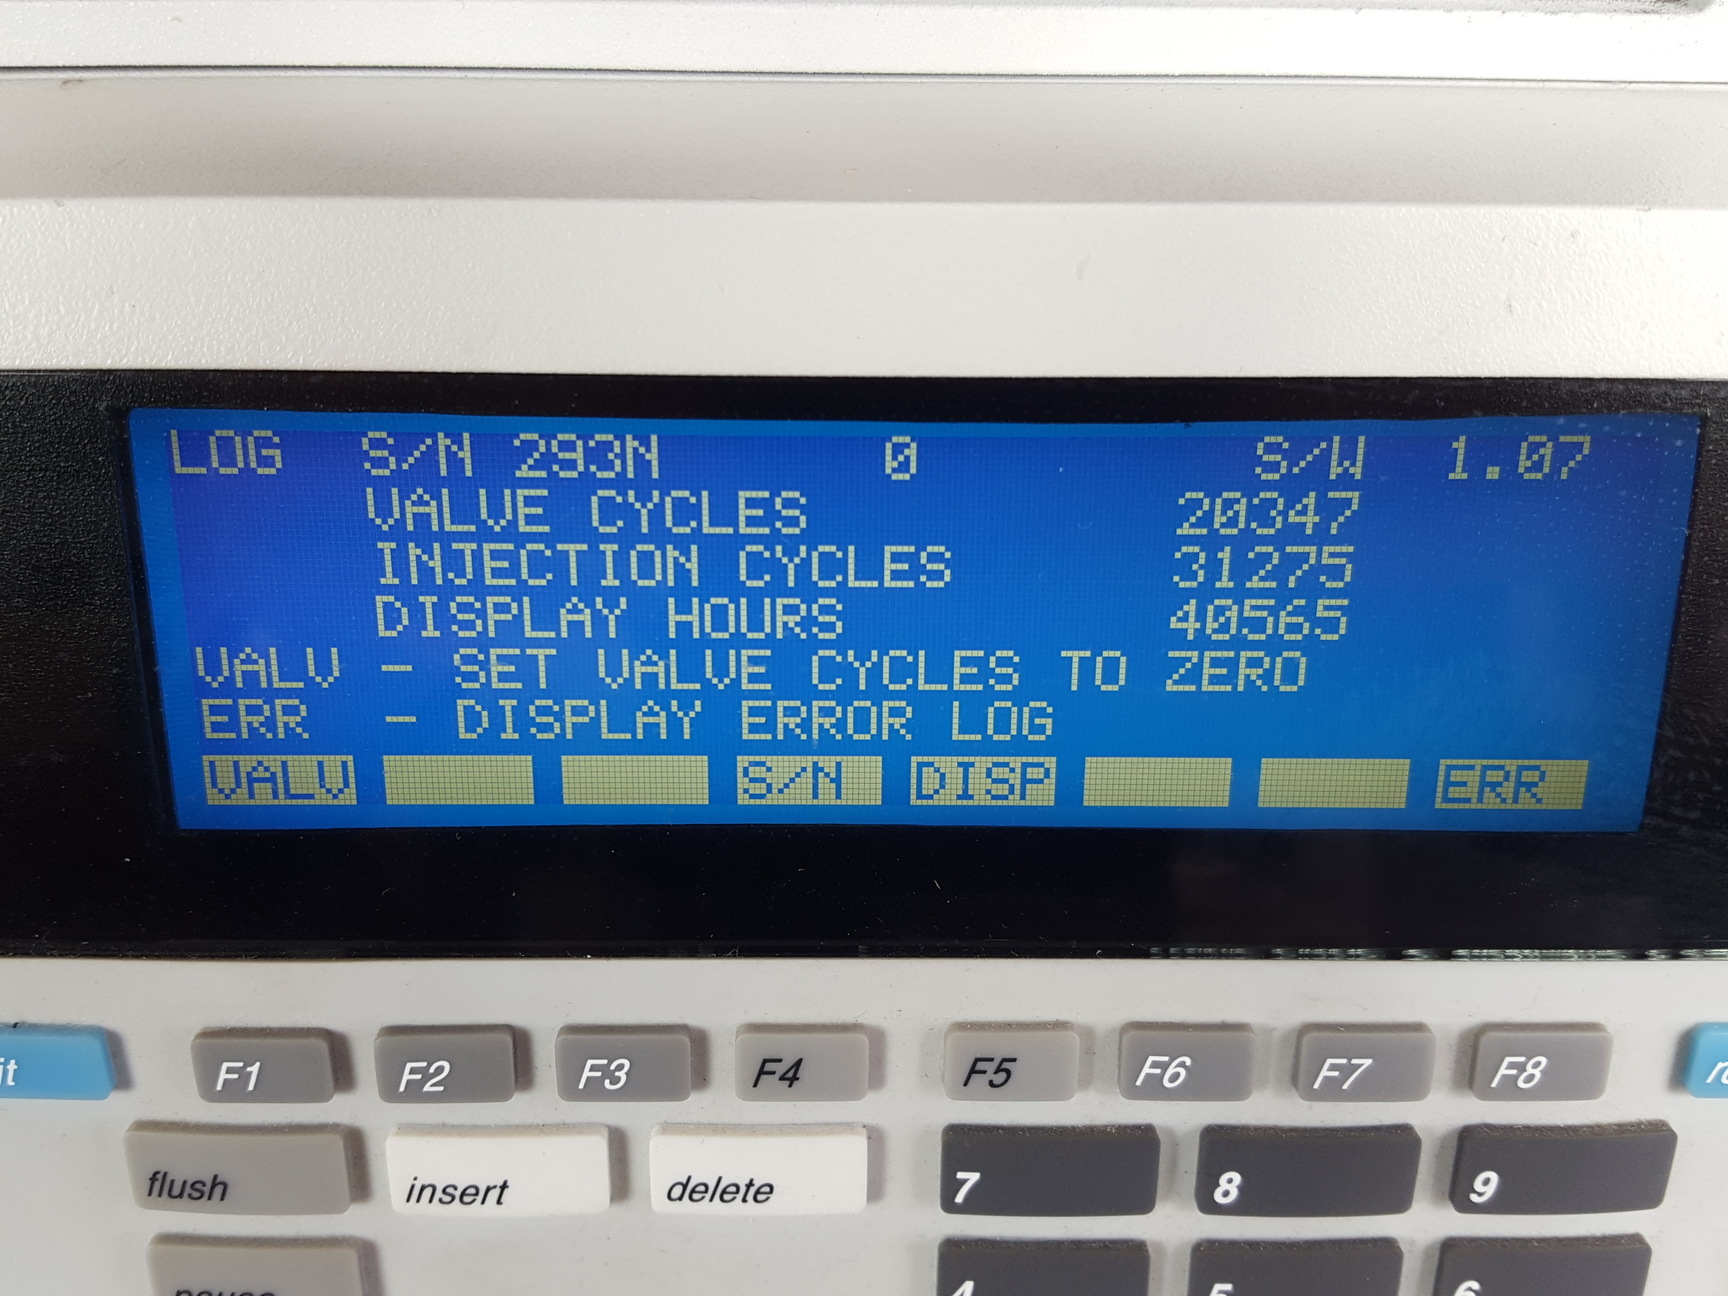 LOG S/N 293N 0 S/W 1.07
VALVE CYCLES 20347
INJECTION CYCLES 31275
DISPLAY HOURS 40565
VALV - SET VALVE CYCLES TO ZERO
ERR - DISPLAY ERROR LOG
VALV S/N DISP ERR
F1 F2 F3 F4 F5 F6 F7 F8
flush insert delete 7 8 9